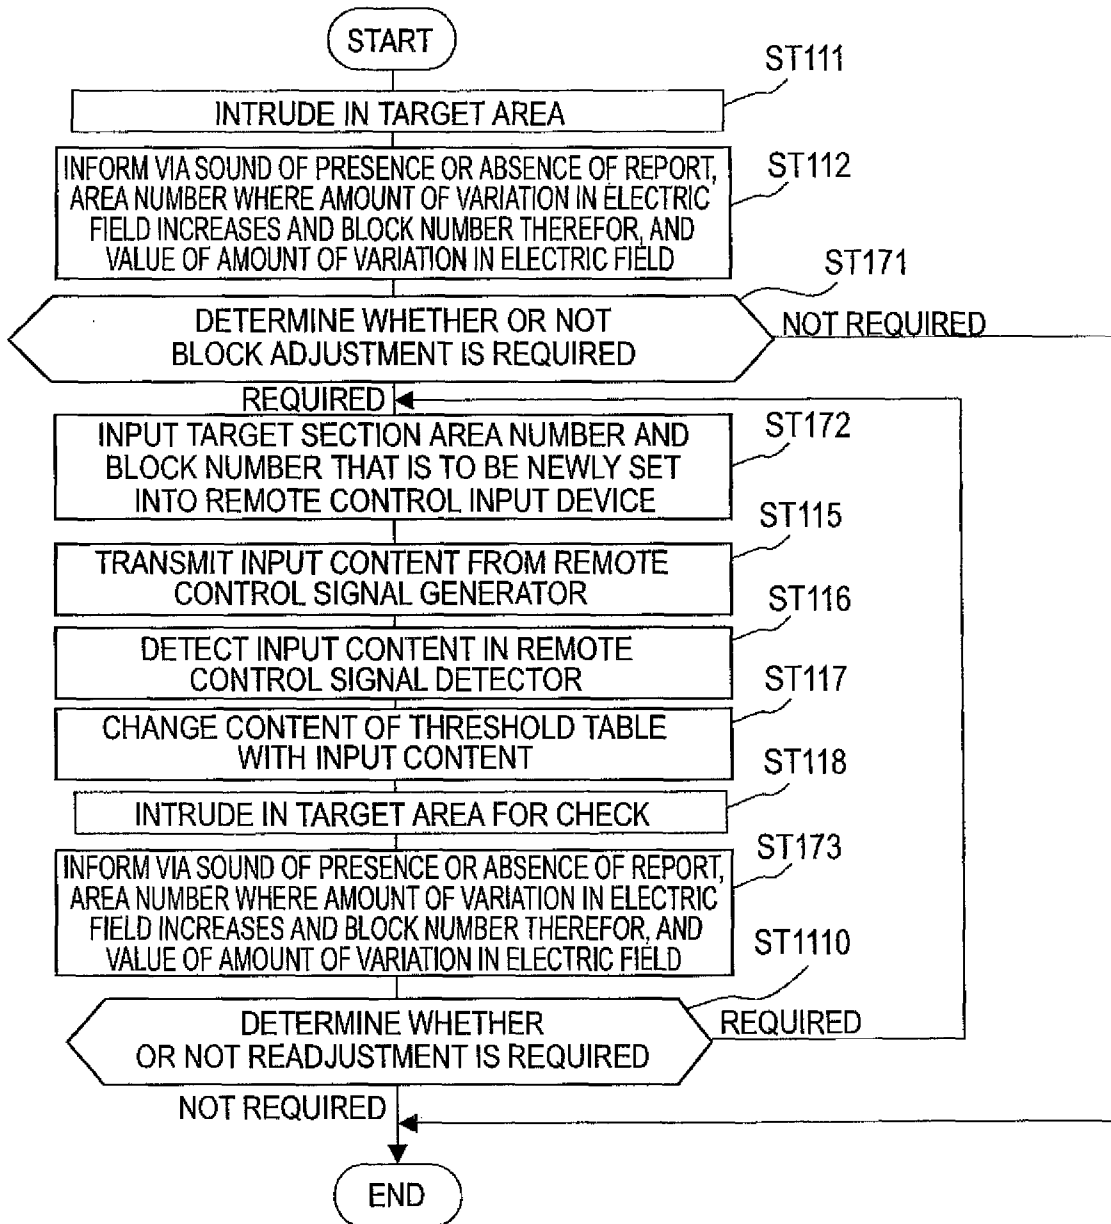 START
ST111
INTRUDE IN TARGET AREA
ST112
INFORM VIA SOUND OF PRESENCE OR ABSENCE OF REPORT,
AREA NUMBER WHERE AMOUNT OF VARIATION IN ELECTRIC
FIELD INCREASES AND BLOCK NUMBER THEREFOR, AND
VALUE OF AMOUNT OF VARIATION IN ELECTRIC FIELD
ST171
DETERMINE WHETHER OR NOT
BLOCK ADJUSTMENT IS REQUIRED
NOT REQUIRED
REQUIRED
ST172
INPUT TARGET SECTION AREA NUMBER AND
BLOCK NUMBER THAT IS TO BE NEWLY SET
INTO REMOTE CONTROL INPUT DEVICE
ST115
TRANSMIT INPUT CONTENT FROM REMOTE
CONTROL SIGNAL GENERATOR
ST116
DETECT INPUT CONTENT IN REMOTE
CONTROL SIGNAL DETECTOR
ST117
CHANGE CONTENT OF THRESHOLD TABLE
WITH INPUT CONTENT
ST118
INTRUDE IN TARGET AREA FOR CHECK
ST173
INFORM VIA SOUND OF PRESENCE OR ABSENCE OF REPORT,
AREA NUMBER WHERE AMOUNT OF VARIATION IN ELECTRIC
FIELD INCREASES AND BLOCK NUMBER THEREFOR, AND
VALUE OF AMOUNT OF VARIATION IN ELECTRIC FIELD
ST1110
DETERMINE WHETHER
OR NOT READJUSTMENT IS REQUIRED
REQUIRED
NOT REQUIRED
END